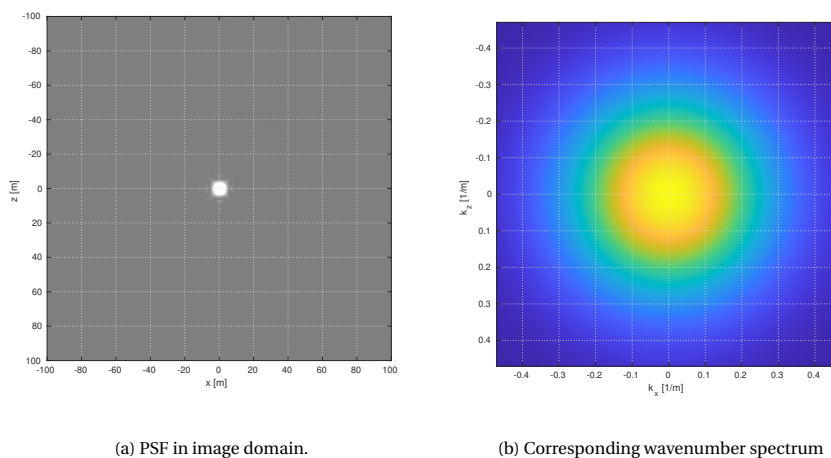 -100
-80
-60
-40
-20
0
20
40
60
80
100
z [m]
-100 -80 -60 -40 -20 0 20 40 60 80 100
x [m]
-0.4
-0.3
-0.2
-0.1
0
0.1
0.2
0.3
0.4
k_z [1/m]
-0.4 -0.3 -0.2 -0.1 0 0.1 0.2 0.3 0.4
k_x [1/m]
(a) PSF in image domain.
(b) Corresponding wavenumber spectrum